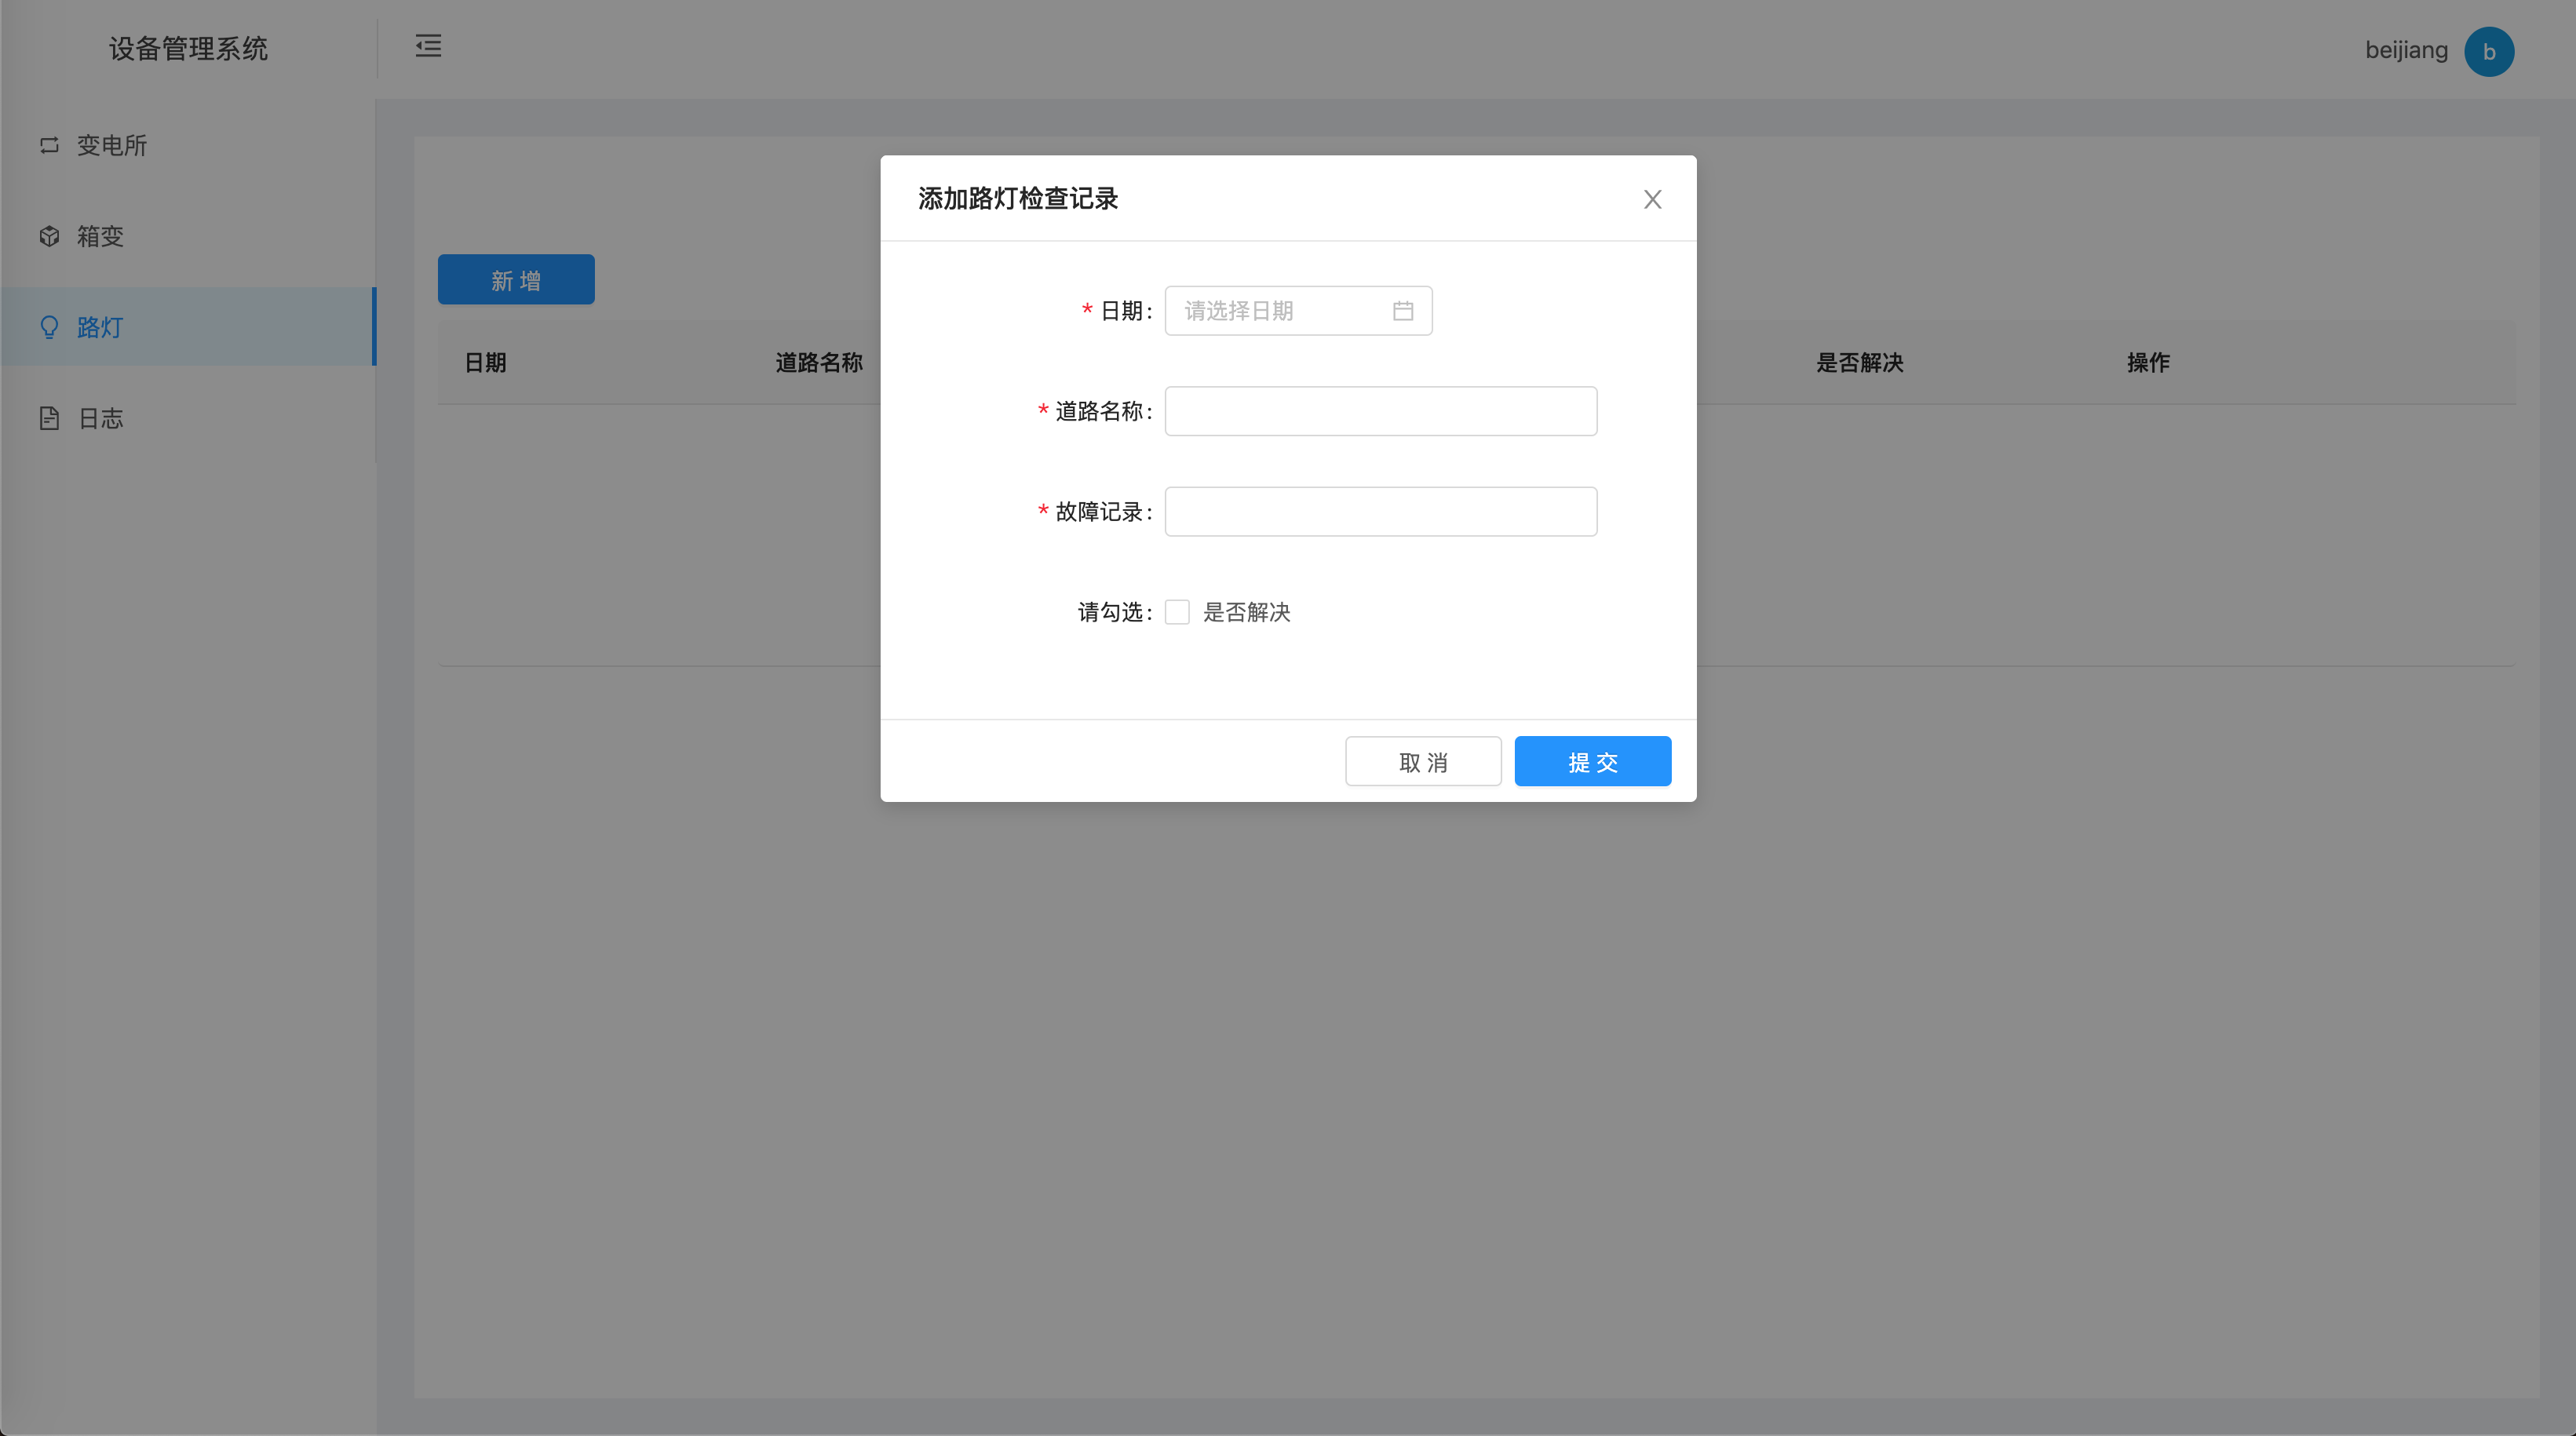 设备管理系统
beijiang
b
变电所
箱变
路灯
日志
新增
日期
道路名称
是否解决
操作
添加路灯检查记录
* 日期:
请选择日期
* 道路名称:
* 故障记录:
请勾选:
是否解决
取消
提交